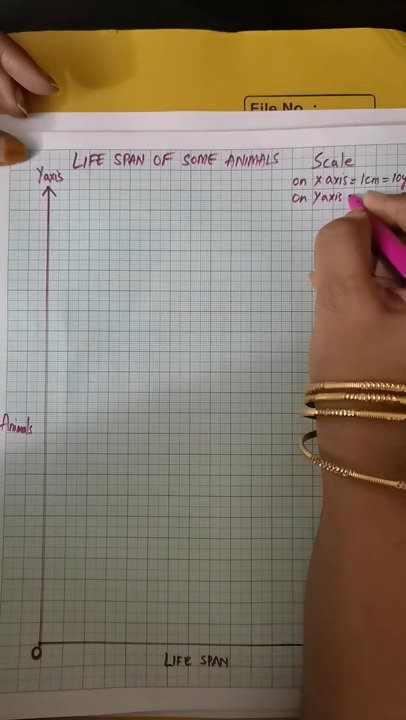 File No. :
LIFE SPAN OF SOME ANIMALS
Scale
Y axis
on X axis = 1cm = 10y
on Y axis =
Animals
O
LIFE SPAN